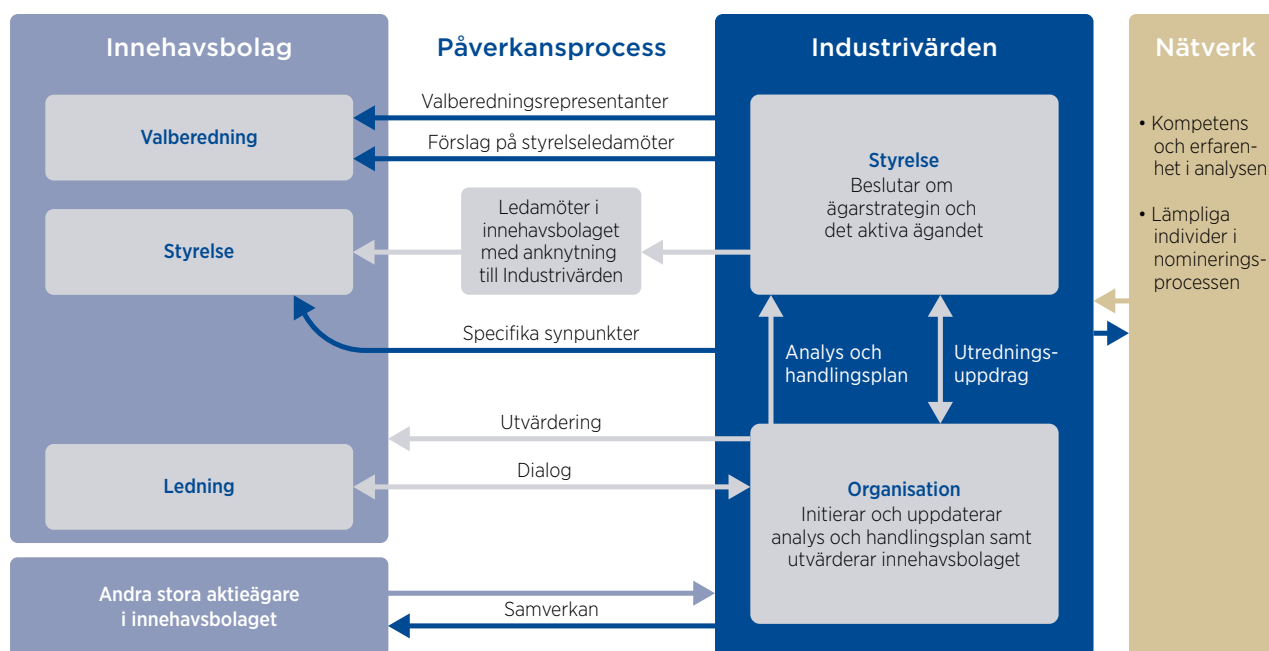 Innehavsbolag
Valberedning
Styrelse
Ledning
Andra stora aktieägare
i innehavsbolaget
Påverkansprocess
Valberedningsrepresentanter
Förslag på styrelseledamöter
Ledamöter i
innehavsbolaget
med anknytning
till Industrivärden
Specifika synpunkter
Utvärdering
Dialog
Samverkan
Industrivärden
Styrelse
Beslutar om
ägarstrategin och
det aktiva ägandet
Analys och
handlingsplan
Utrednings-
uppdrag
Organisation
Initierar och uppdaterar
analys och handlingsplan samt
utvärderar innehavsbolaget
Nätverk
• Kompetens
och erfaren-
het i analysen
• Lämpliga
individer i
nominerings-
processen